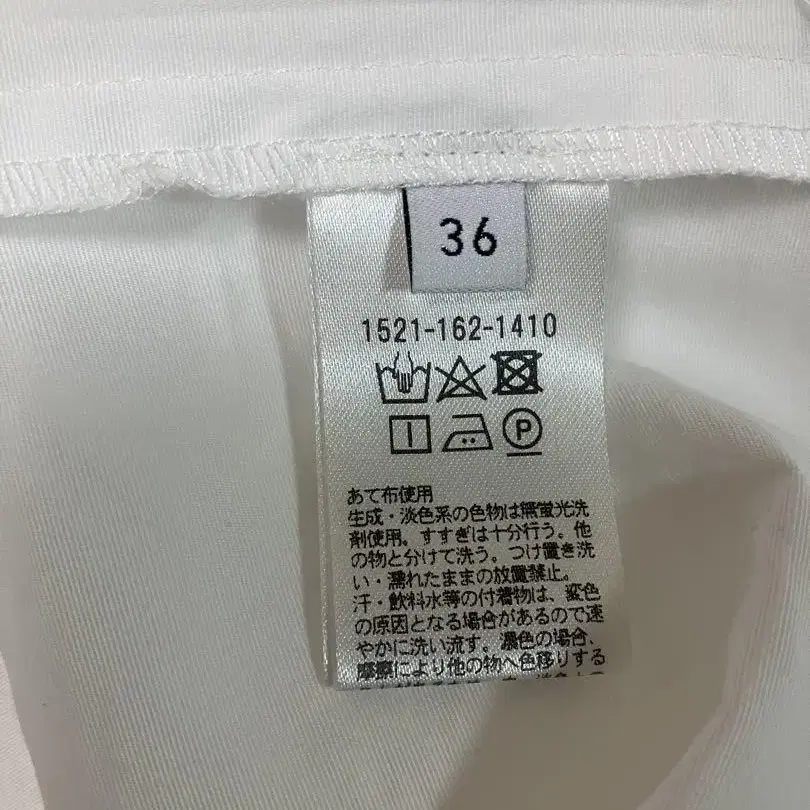 36
1521-162-1410
P
あて布使用
生成・淡色系の色物は無蛍光洗
剤使用。すすぎは十分行う。他
の物と分けて洗う。つけ置き洗
い・濡れたままの放置禁止。
汗・飲料水等の付着物は、変色
の原因となる場合があるので速
やかに洗い流す。濃色の場合、
摩擦により他の物へ色移りする